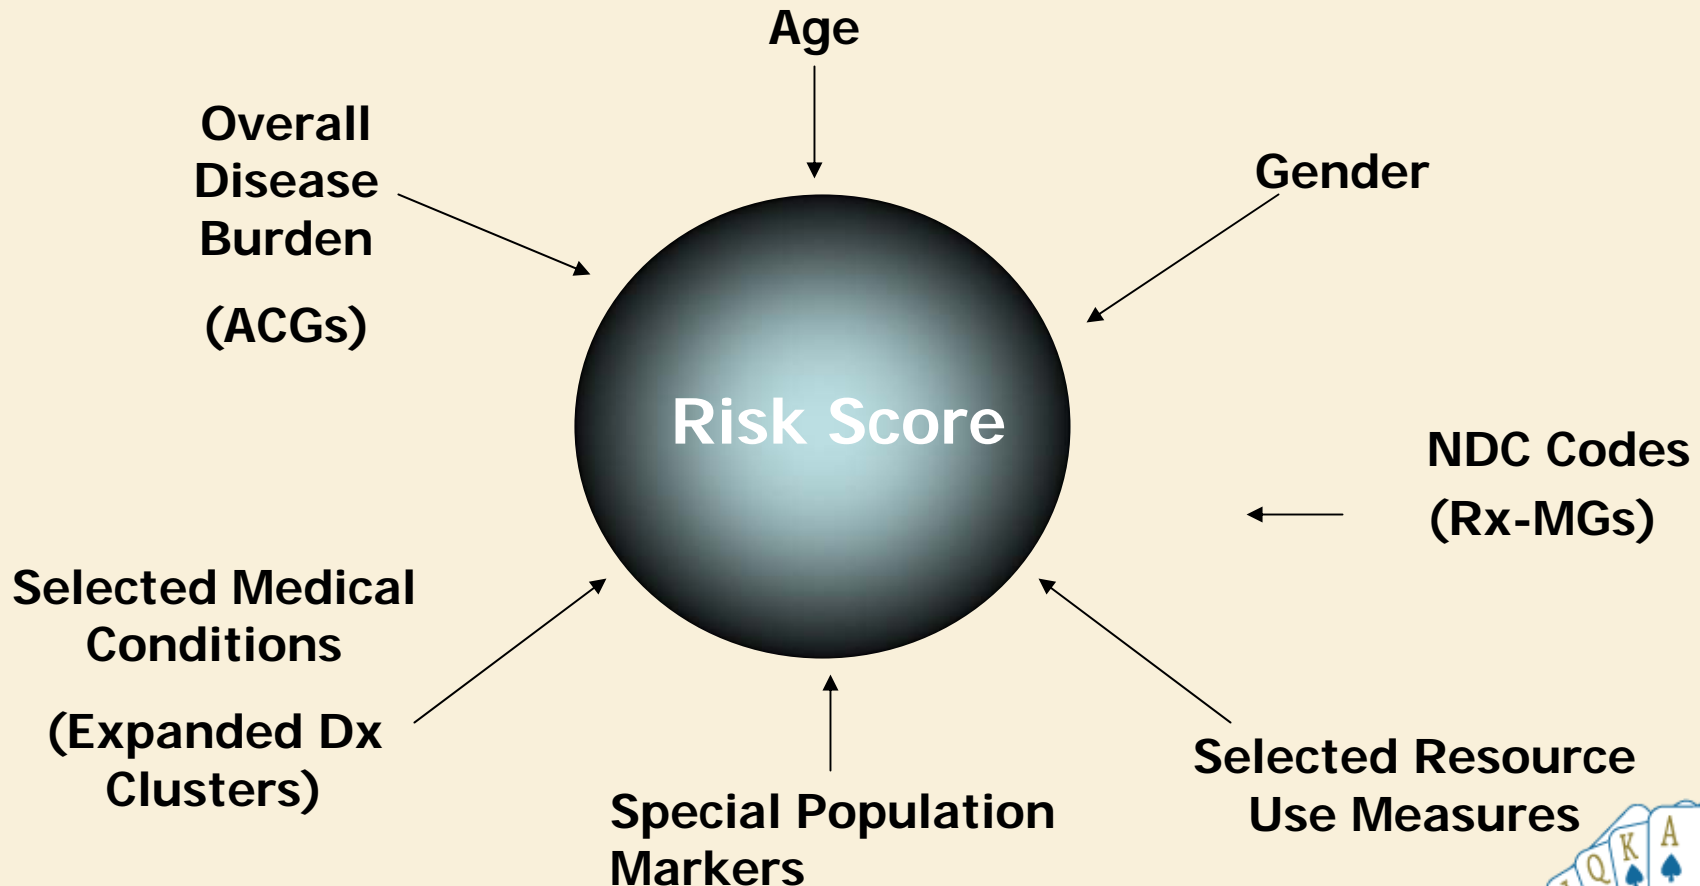 Age
Overall
Disease
Burden
(ACGs)
Gender
Risk Score
NDC Codes
(Rx-MGs)
Selected Medical
Conditions
(Expanded Dx
Clusters)
Special Population
Markers
Selected Resource
Use Measures
Q
K
A